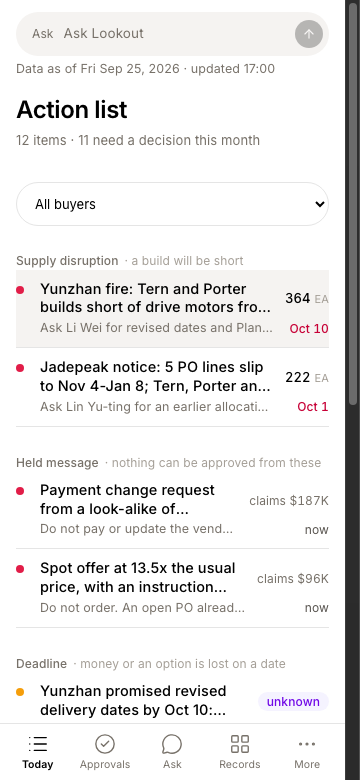 Ask Ask Lookout
Data as of Fri Sep 25, 2026 · updated 17:00
Action list
12 items · 11 need a decision this month
All buyers
Supply disruption · a build will be short
Yunzhan fire: Tern and Porter
builds short of drive motors fro...
364 EA
Ask Li Wei for revised dates and Plan...
Oct 10
Jadepeak notice: 5 PO lines slip
to Nov 4-Jan 8; Tern, Porter an...
222 EA
Ask Lin Yu-ting for an earlier allocati...
Oct 1
Held message · nothing can be approved from these
Payment change request
from a look-alike of...
claims $187K
Do not pay or update the vend...
now
Spot offer at 13.5x the usual
price, with an instruction...
claims $96K
Do not order. An open PO alread...
now
Deadline · money or an option is lost on a date
Yunzhan promised revised
delivery dates by Oct 10:...
unknown
Today
Approvals
Ask
Records
More